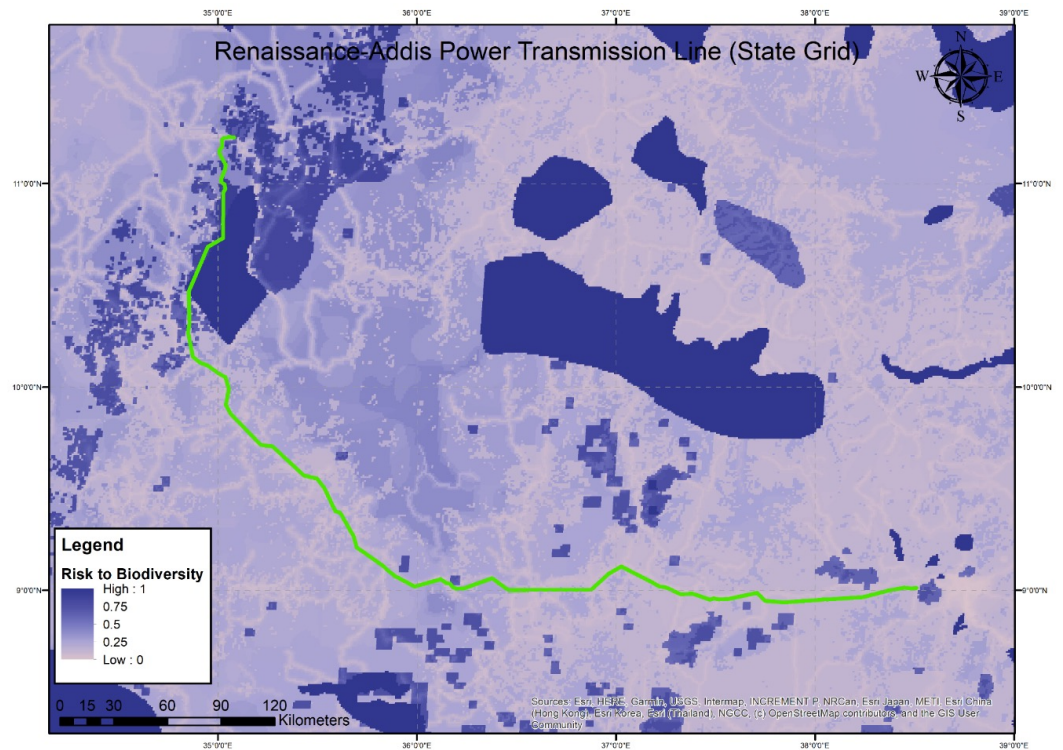 35°0'0"E 36°0'0"E 37°0'0"E 38°0'0"E 39°0'0"E
Renaissance-Addis Power Transmission Line (State Grid)
N
W E
S
11°0'0"N 11°0'0"N
10°0'0"N 10°0'0"N
9°0'0"N 9°0'0"N
Legend
Risk to Biodiversity
High : 1
0.75
0.5
0.25
Low : 0
0 15 30 60 90 120
Kilometers
Sources: Esri, HERE, Garmin, USGS, Intermap, INCREMENT P, NRCan, Esri Japan, METI, Esri China
(Hong Kong), Esri Korea, Esri (Thailand), NGCC, (c) OpenStreetMap contributors, and the GIS User
Community
35°0'0"E 36°0'0"E 37°0'0"E 38°0'0"E 39°0'0"E